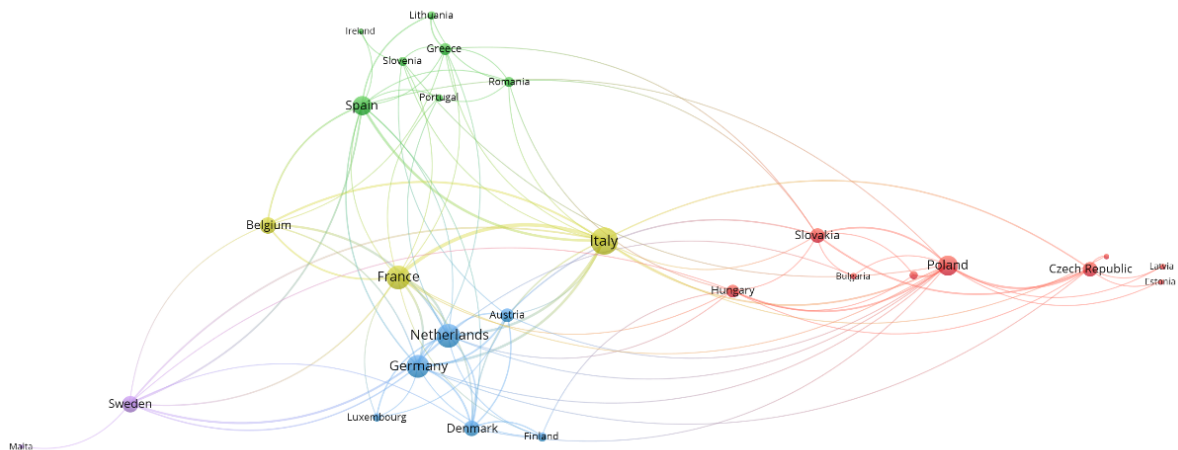 Lithuania
Ireland
Greece
Slovenia
Romania
Portugal
Spain
Belgium
Italy
Slovakia
France
Poland
Czech Republic
Latvia
Bulgaria
Estonia
Hungary
Austria
Netherlands
Germany
Sweden
Luxembourg
Denmark
Finland
Malta